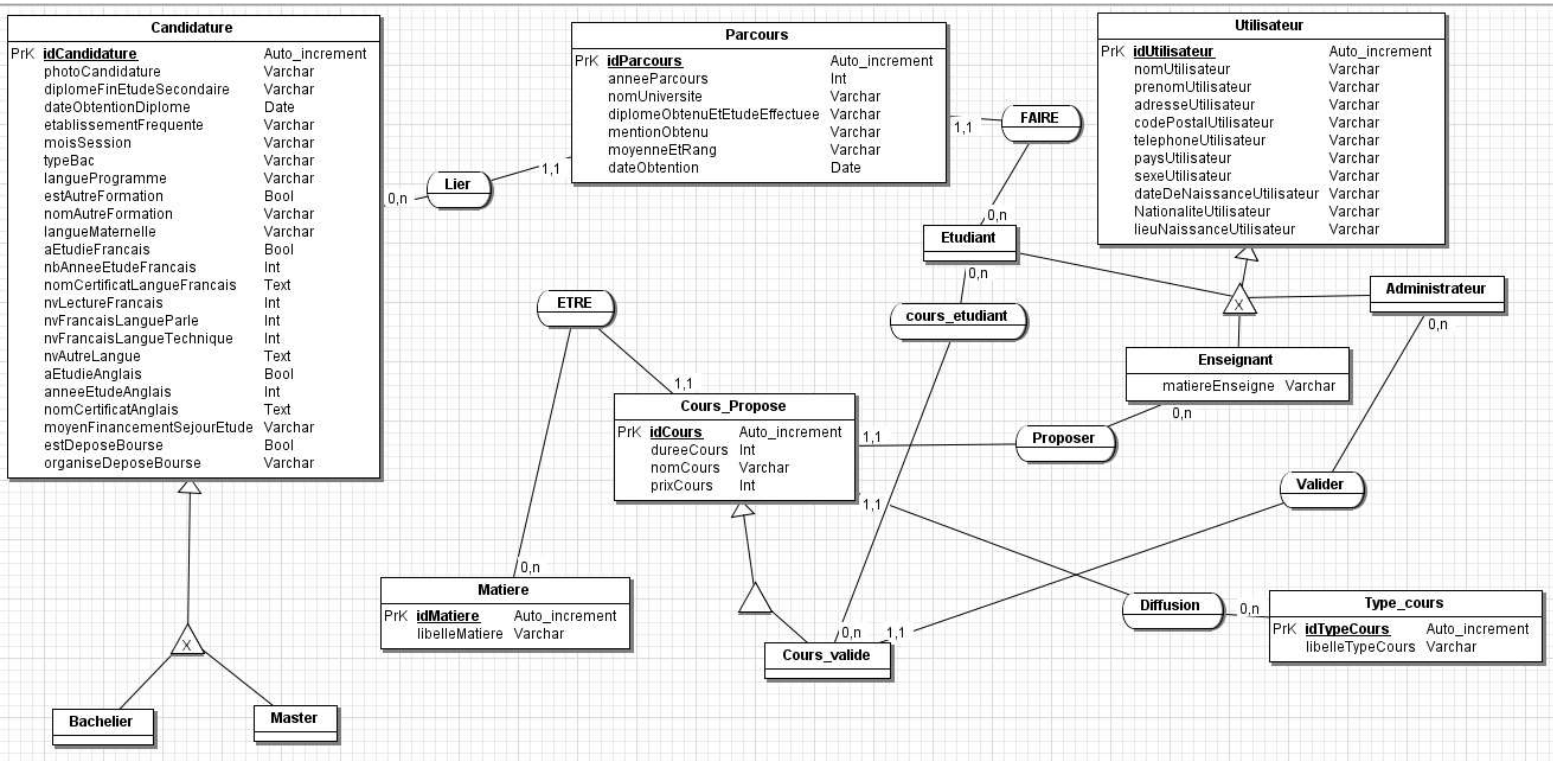 Candidature
PrK idCandidature Auto_increment
photoCandidature Varchar
diplomeFinEtudeSecondaire Varchar
dateObtentionDiplome Date
etablissementFrequente Varchar
moisSession Varchar
typeBac Varchar
langueProgramme Varchar
estAutreFormation Bool
nomAutreFormation Varchar
langueMaternelle Varchar
aEtudieFrancais Bool
nbAnneeEtudeFrancais Int
nomCertificatLangueFrancais Text
nvLectureFrancais Int
nvFrancaisLangueParle Int
nvFrancaisLangueTechnique Int
nvAutreLangue Text
aEtudieAnglais Bool
anneeEtudeAnglais Int
nomCertificatAnglais Text
moyenFinancementSejourEtude Varchar
estDeposeBourse Bool
organiseDeposeBourse Varchar
0,n
Lier
1,1
Parcours
PrK idParcours Auto_increment
anneeParcours Int
nomUniversite Varchar
diplomeObtenuEtEtudeEffectuee Varchar
mentionObtenu Varchar
moyenneEtRang Varchar
dateObtention Date
1,1
FAIRE
0,n
Utilisateur
PrK idUtilisateur Auto_increment
nomUtilisateur Varchar
prenomUtilisateur Varchar
adresseUtilisateur Varchar
codePostalUtilisateur Varchar
telephoneUtilisateur Varchar
paysUtilisateur Varchar
sexeUtilisateur Varchar
dateDeNaissanceUtilisateur Varchar
NationaliteUtilisateur Varchar
lieuNaissanceUtilisateur Varchar
Etudiant
0,n
cours_etudiant
X
Administrateur
0,n
Enseignant
matiereEnseigne Varchar
0,n
ETRE
1,1
Cours_Propose
PrK idCours Auto_increment
dureeCours Int
nomCours Varchar
prixCours Int
1,1
Proposer
1,1
Valider
0,n
Matiere
PrK idMatiere Auto_increment
libelleMatiere Varchar
Diffusion
0,n
Type_cours
PrK idTypeCours Auto_increment
libelleTypeCours Varchar
0,n
1,1
Cours_valide
X
Bachelier
Master